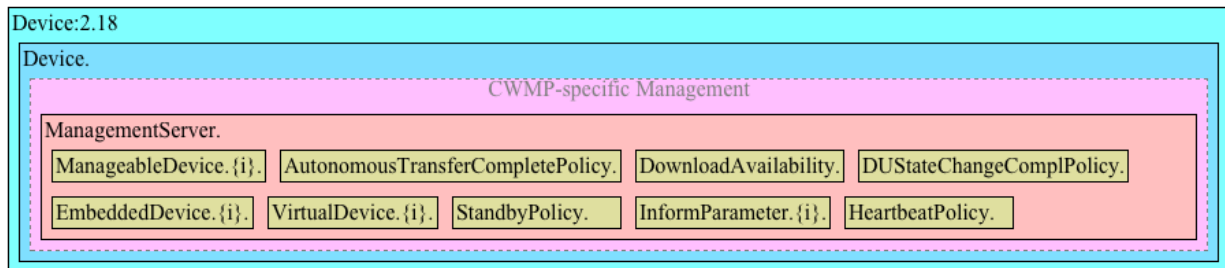 Device:2.18
Device.
CWMP-specific Management
ManagementServer.
ManageableDevice.{i}. AutonomousTransferCompletePolicy. DownloadAvailability. DUStateChangeComplPolicy.
EmbeddedDevice.{i}. VirtualDevice.{i}. StandbyPolicy. InformParameter.{i}. HeartbeatPolicy.